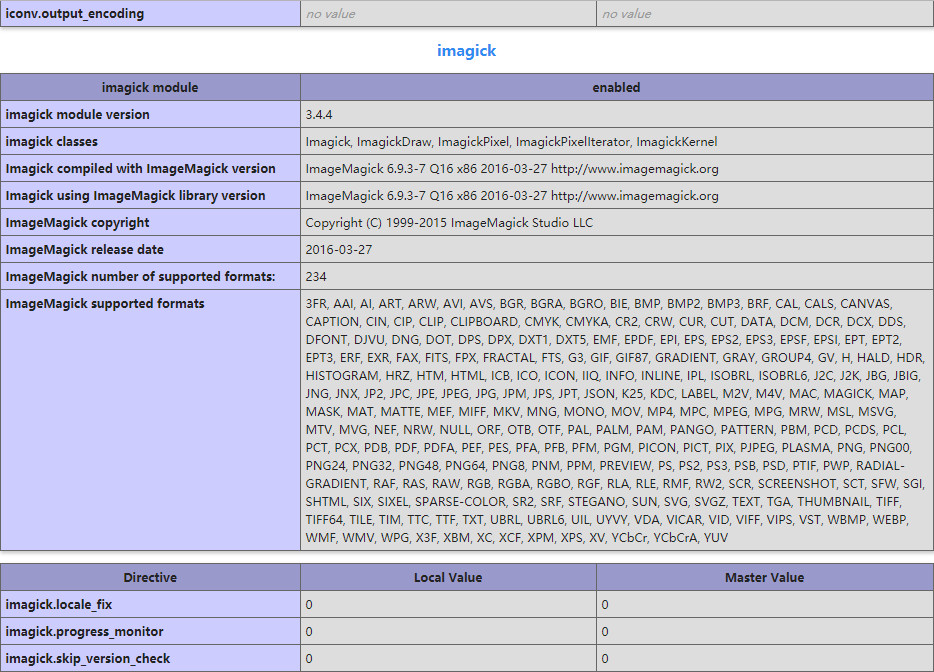 iconv.output_encoding no value no value
imagick
imagick module enabled
imagick module version 3.4.4
imagick classes Imagick, ImagickDraw, ImagickPixel, ImagickPixelIterator, ImagickKernel
Imagick compiled with ImageMagick version ImageMagick 6.9.3-7 Q16 x86 2016-03-27 http://www.imagemagick.org
Imagick using ImageMagick library version ImageMagick 6.9.3-7 Q16 x86 2016-03-27 http://www.imagemagick.org
ImageMagick copyright Copyright (C) 1999-2015 ImageMagick Studio LLC
ImageMagick release date 2016-03-27
ImageMagick number of supported formats: 234
ImageMagick supported formats 3FR, AAI, AI, ART, ARW, AVI, AVS, BGR, BGRA, BGRO, BIE, BMP, BMP2, BMP3, BRF, CAL, CALS, CANVAS,
CAPTION, CIN, CIP, CLIP, CLIPBOARD, CMYK, CMYKA, CR2, CRW, CUR, CUT, DATA, DCM, DCR, DCX, DDS,
DFONT, DJVU, DNG, DOT, DPS, DPX, DXT1, DXT5, EMF, EPDF, EPI, EPS, EPS2, EPS3, EPSF, EPSI, EPT, EPT2,
EPT3, ERF, EXR, FAX, FITS, FPX, FRACTAL, FTS, G3, GIF, GIF87, GRADIENT, GRAY, GROUP4, GV, H, HALD, HDR,
HISTOGRAM, HRZ, HTM, HTML, ICB, ICO, ICON, IIQ, INFO, INLINE, IPL, ISOBRL, ISOBRL6, J2C, J2K, JBG, JBIG,
JNG, JNX, JP2, JPC, JPE, JPEG, JPG, JPM, JPS, JPT, JSON, K25, KDC, LABEL, M2V, M4V, MAC, MAGICK, MAP,
MASK, MAT, MATTE, MEF, MIFF, MKV, MNG, MONO, MOV, MP4, MPC, MPEG, MPG, MRW, MSL, MSVG,
MTV, MVG, NEF, NRW, NULL, ORF, OTB, OTF, PAL, PALM, PAM, PANGO, PATTERN, PBM, PCD, PCDS, PCL,
PCT, PCX, PDB, PDF, PDFA, PEF, PES, PFA, PFB, PFM, PGM, PICON, PICT, PIX, PJPEG, PLASMA, PNG, PNG00,
PNG24, PNG32, PNG48, PNG64, PNG8, PNM, PPM, PREVIEW, PS, PS2, PS3, PSB, PSD, PTIF, PWP, RADIAL-
GRADIENT, RAF, RAS, RAW, RGB, RGBA, RGBO, RGF, RLA, RLE, RMF, RW2, SCR, SCREENSHOT, SCT, SFW, SGI,
SHTML, SIX, SIXEL, SPARSE-COLOR, SR2, SRF, STEGANO, SUN, SVG, SVGZ, TEXT, TGA, THUMBNAIL, TIFF,
TIFF64, TILE, TIM, TTC, TTF, TXT, UBRL, UBRL6, UIL, UYVY, VDA, VICAR, VID, VIFF, VIPS, VST, WBMP, WEBP,
WMF, WMV, WPG, X3F, XBM, XC, XCF, XPM, XPS, XV, YCbCr, YCbCrA, YUV
Directive Local Value Master Value
imagick.locale_fix 0 0
imagick.progress_monitor 0 0
imagick.skip_version_check 0 0